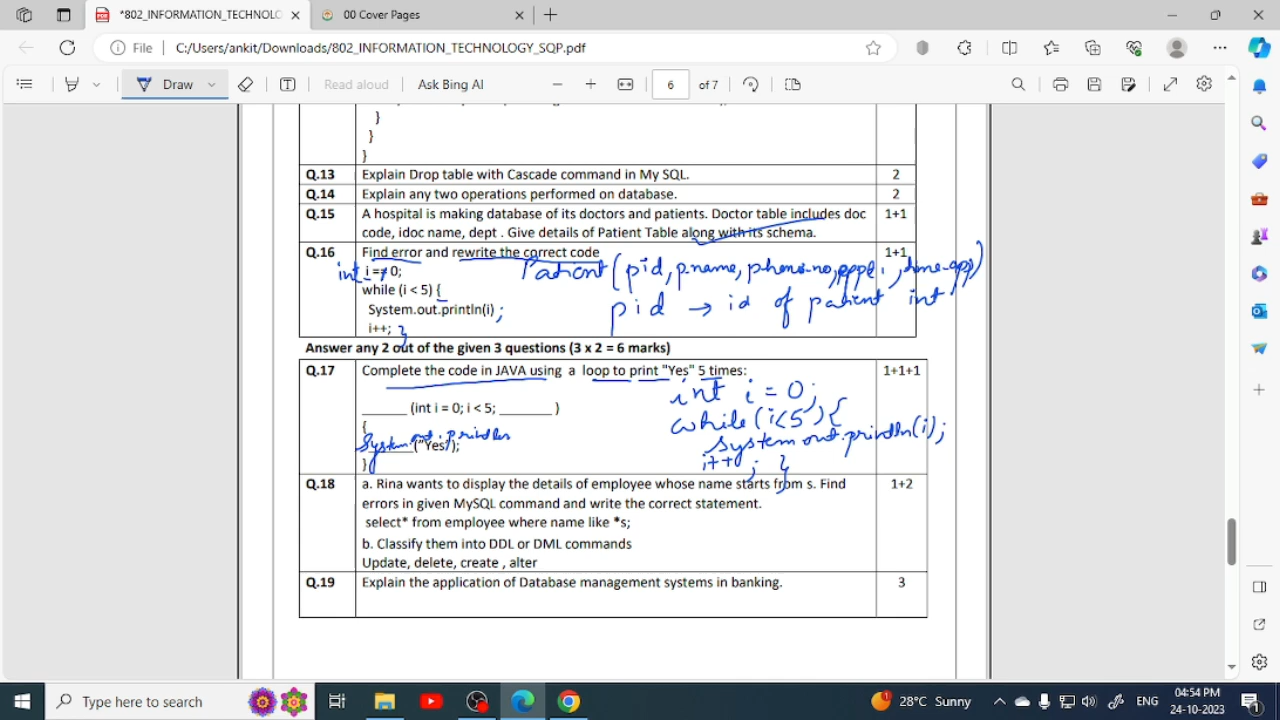 *802_INFORMATION_TECHNOLO
00 Cover Pages
File
C:/Users/ankit/Downloads/802_INFORMATION_TECHNOLOGY_SQP.pdf
Draw
Read aloud
Ask Bing AI
6
of 7
}
}
}
Q.13 Explain Drop table with Cascade command in My SQL. 2
Q.14 Explain any two operations performed on database. 2
Q.15 A hospital is making database of its doctors and patients. Doctor table includes doc 1+1
code, idoc name, dept . Give details of Patient Table along with its schema.
Q.16 Find error and rewrite the correct code 1+1
int i = 0;
Patient (pid, p.name,
while (i < 5) {
pid → id of patient int
System.out.println(i) ;
i++; }
Answer any 2 out of the given 3 questions (3 x 2 = 6 marks)
Q.17 Complete the code in JAVA using a loop to print "Yes" 5 times: 1+1+1
int i = 0;
______ (int i = 0; i < 5; _______ )
while (i<5) {
{
System.out.println
______("Yes");
System.out.println(i);
}
i++; }
Q.18 a. Rina wants to display the details of employee whose name starts from s. Find 1+2
errors in given MySQL command and write the correct statement.
select* from employee where name like *s;
b. Classify them into DDL or DML commands
Update, delete, create , alter
Q.19 Explain the application of Database management systems in banking. 3
Type here to search
28°C Sunny
ENG
04:54 PM
24-10-2023